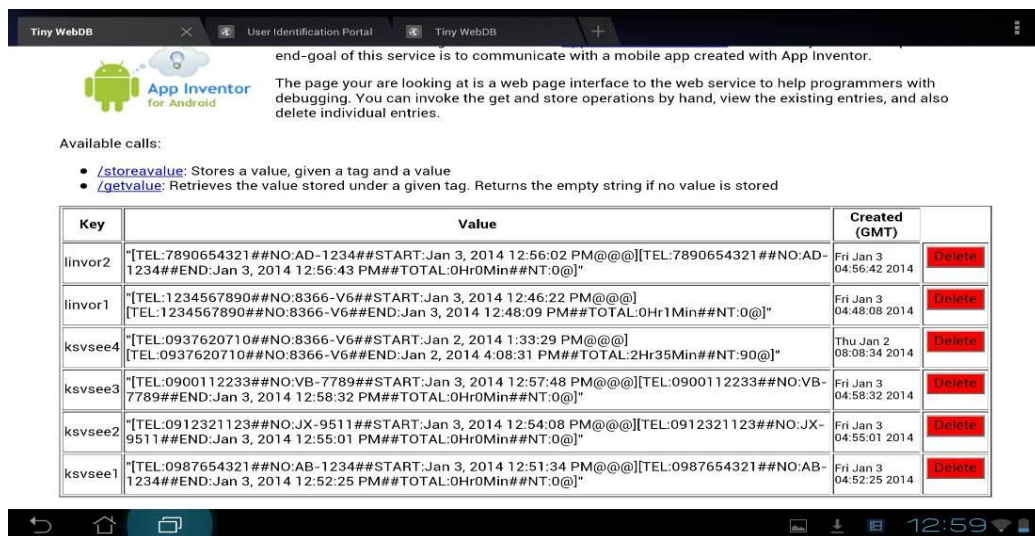 Tiny WebDB
User Identification Portal
Tiny WebDB
end-goal of this service is to communicate with a mobile app created with App Inventor.
App Inventor
for Android
The page your are looking at is a web page interface to the web service to help programmers with
debugging. You can invoke the get and store operations by hand, view the existing entries, and also
delete individual entries.
Available calls:
/storeavalue: Stores a value, given a tag and a value
/getvalue: Retrieves the value stored under a given tag. Returns the empty string if no value is stored
Key Value Created
(GMT)
linvor2 "[TEL:7890654321##NO:AD-1234##START:Jan 3, 2014 12:56:02 PM@@@][TEL:7890654321##NO:AD- Fri Jan 3 Delete
1234##END:Jan 3, 2014 12:56:43 PM##TOTAL:0Hr0Min##NT:0@]" 04:56:42 2014
linvor1 "[TEL:1234567890##NO:8366-V6##START:Jan 3, 2014 12:46:22 PM@@@] Fri Jan 3 Delete
[TEL:1234567890##NO:8366-V6##END:Jan 3, 2014 12:48:09 PM##TOTAL:0Hr1Min##NT:0@]" 04:48:08 2014
ksvsee4 "[TEL:0937620710##NO:8366-V6##START:Jan 2, 2014 1:33:29 PM@@@] Thu Jan 2 Delete
[TEL:0937620710##NO:8366-V6##END:Jan 2, 2014 4:08:31 PM##TOTAL:2Hr35Min##NT:90@]" 08:08:34 2014
ksvsee3 "[TEL:0900112233##NO:VB-7789##START:Jan 3, 2014 12:57:48 PM@@@][TEL:0900112233##NO:VB- Fri Jan 3 Delete
7789##END:Jan 3, 2014 12:58:32 PM##TOTAL:0Hr0Min##NT:0@]" 04:58:32 2014
ksvsee2 "[TEL:0912321123##NO:JX-9511##START:Jan 3, 2014 12:54:08 PM@@@][TEL:0912321123##NO:JX- Fri Jan 3 Delete
9511##END:Jan 3, 2014 12:55:01 PM##TOTAL:0Hr0Min##NT:0@]" 04:55:01 2014
ksvsee1 "[TEL:0987654321##NO:AB-1234##START:Jan 3, 2014 12:51:34 PM@@@][TEL:0987654321##NO:AB- Fri Jan 3 Delete
1234##END:Jan 3, 2014 12:52:25 PM##TOTAL:0Hr0Min##NT:0@]" 04:52:25 2014
12:59